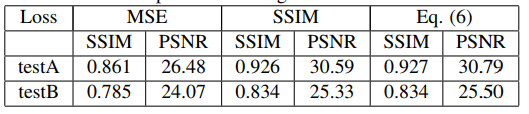 Loss MSE SSIM Eq. (6)
SSIM PSNR SSIM PSNR SSIM PSNR
testA 0.861 26.48 0.926 30.59 0.927 30.79
testB 0.785 24.07 0.834 25.33 0.834 25.50